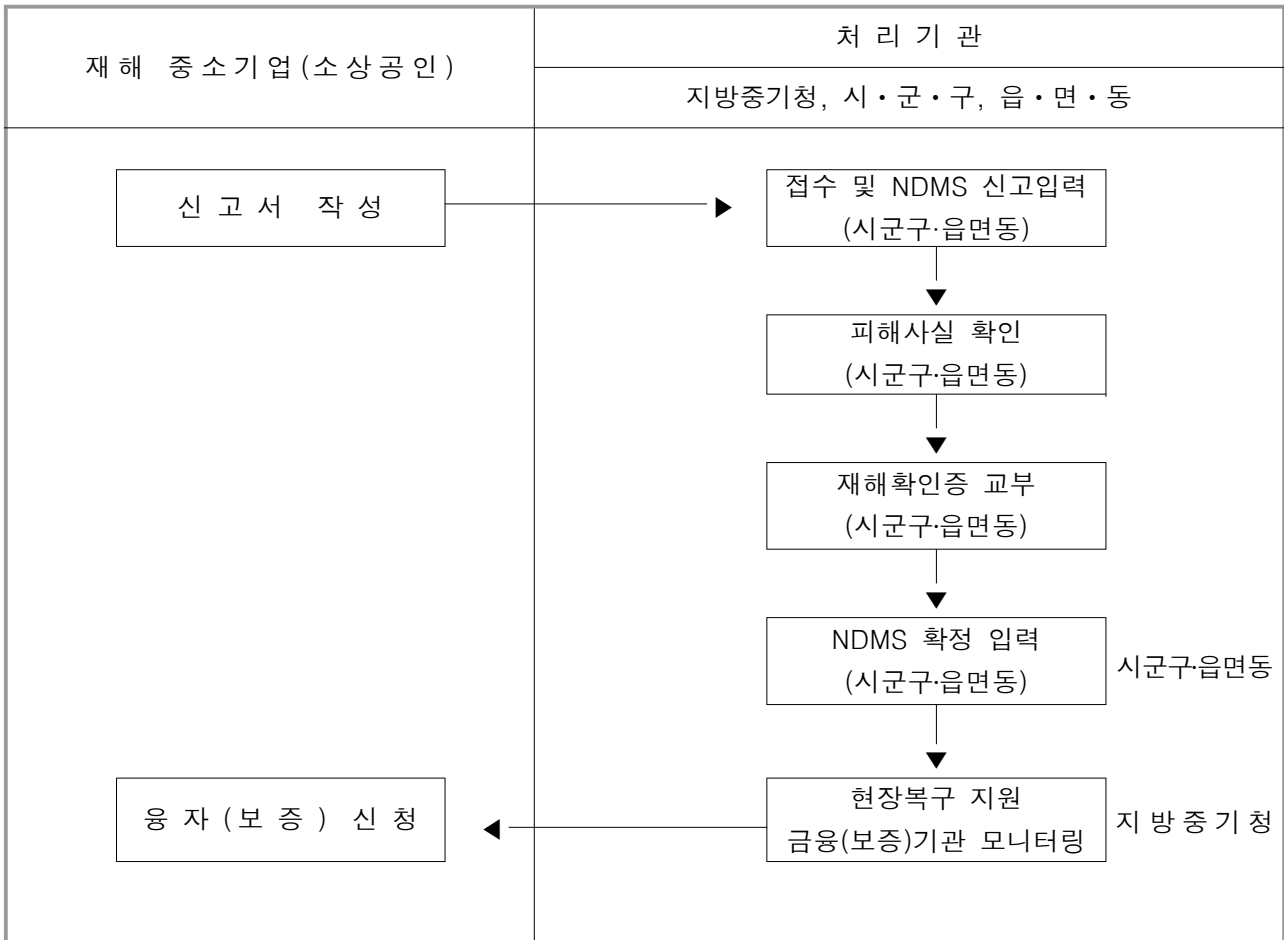 재해 중소기업(소상공인)
처리기관
지방중기청, 시・군・구, 읍・면・동
신고서 작성
접수 및 NDMS 신고입력
(시군구·읍면동)
피해사실 확인
(시군구·읍면동)
재해확인증 교부
(시군구·읍면동)
NDMS 확정 입력
(시군구·읍면동)
시군구·읍면동
융자(보증) 신청
현장복구 지원
금융(보증)기관 모니터링
지방중기청